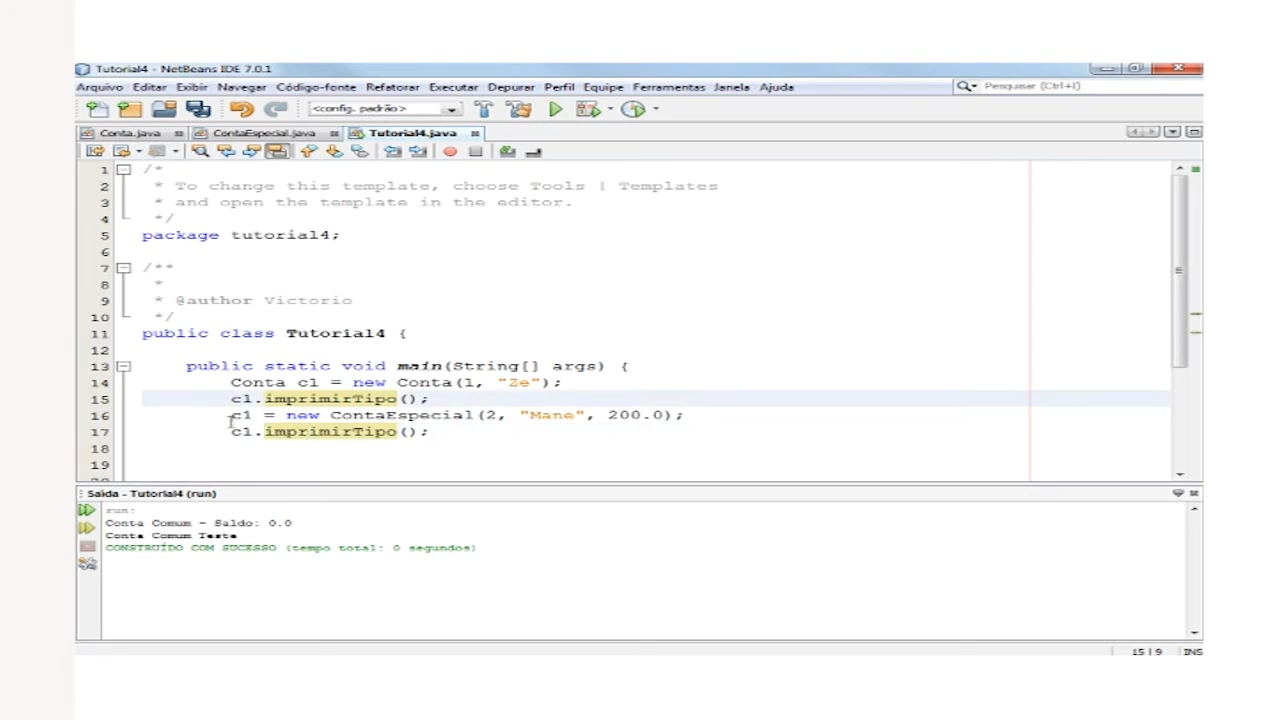 Tutorial4 - NetBeans IDE 7.0.1
Arquivo Editar Exibir Navegar Código-fonte Refatorar Executar Depurar Perfil Equipe Ferramentas Janela Ajuda
Pesquisar (Ctrl+I)
<config. padrão>
Conta.java ContaEspecial.java Tutorial4.java
1 /*
2 * To change this template, choose Tools | Templates
3 * and open the template in the editor.
4 */
5 package tutorial4;
6
7 /**
8 *
9 * @author Victorio
10 */
11 public class Tutorial4 {
12
13 public static void main(String[] args) {
14 Conta c1 = new Conta(1, "Ze");
15 c1.imprimirTipo();
16 c1 = new ContaEspecial(2, "Mane", 200.0);
17 c1.imprimirTipo();
18
19
Saída - Tutorial4 (run)
run:
Conta Comum - Saldo: 0.0
Conta Comum Teste
CONSTRUÍDO COM SUCESSO (tempo total: 0 segundos)
15 | 9 INS